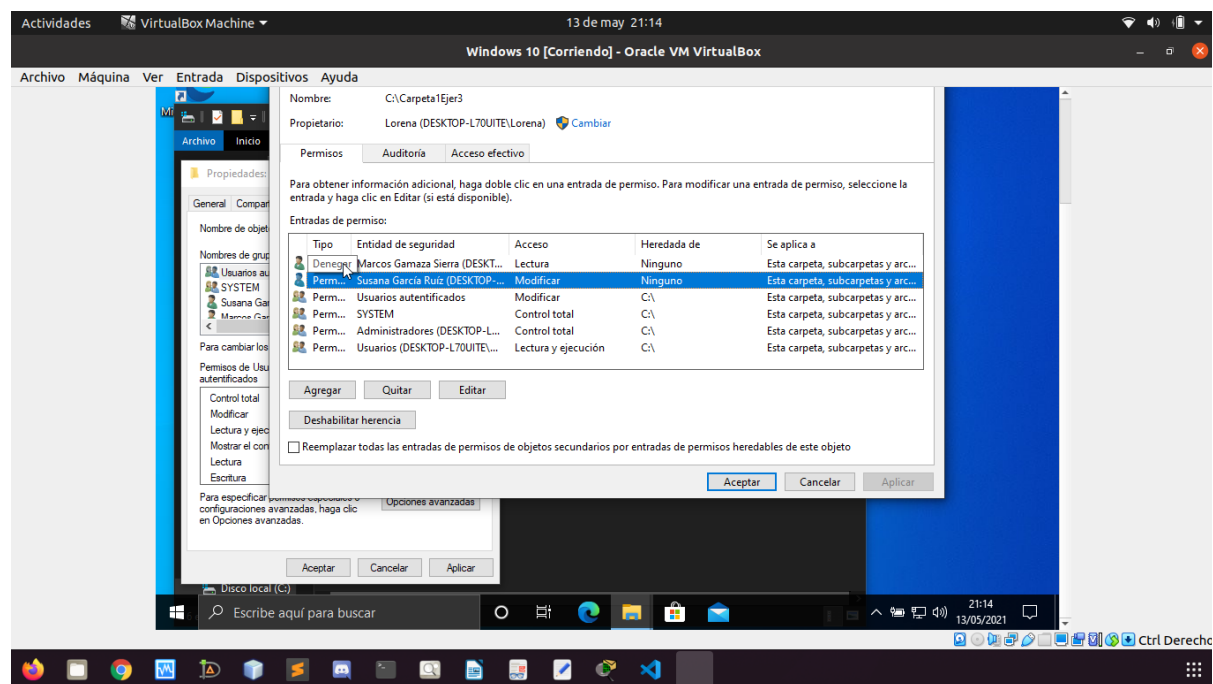 Actividades VirtualBox Machine 13 de may 21:14
Windows 10 [Corriendo] - Oracle VM VirtualBox
Archivo Máquina Ver Entrada Dispositivos Ayuda
Nombre: C:\Carpeta1Ejer3
Propietario: Lorena (DESKTOP-L70UITE\Lorena) Cambiar
Archivo Inicio
Permisos Auditoría Acceso efectivo
Propiedades:
Para obtener información adicional, haga doble clic en una entrada de permiso. Para modificar una entrada de permiso, seleccione la
entrada y haga clic en Editar (si está disponible).
General Compar
Entradas de permiso:
Nombre de objet
Tipo Entidad de seguridad Acceso Heredada de Se aplica a
Nombres de grup
Denegar Marcos Gamaza Sierra (DESKT... Lectura Ninguno Esta carpeta, subcarpetas y arc...
Usuarios au
Perm... Susana García Ruíz (DESKTOP-... Modificar Ninguno Esta carpeta, subcarpetas y arc...
SYSTEM
Perm... Usuarios autentificados Modificar C:\ Esta carpeta, subcarpetas y arc...
Susana Gar
Perm... SYSTEM Control total C:\ Esta carpeta, subcarpetas y arc...
Marcos Gar
Perm... Administradores (DESKTOP-L... Control total C:\ Esta carpeta, subcarpetas y arc...
Perm... Usuarios (DESKTOP-L70UITE\... Lectura y ejecución C:\ Esta carpeta, subcarpetas y arc...
Para cambiar los
Permisos de Usu
autentificados
Agregar Quitar Editar
Control total
Modificar
Deshabilitar herencia
Lectura y ejec
Mostrar el con
Reemplazar todas las entradas de permisos de objetos secundarios por entradas de permisos heredables de este objeto
Lectura
Escritura
Aceptar Cancelar Aplicar
Para especificar permisos especiales o
configuraciones avanzadas, haga clic
en Opciones avanzadas.
Opciones avanzadas
Aceptar Cancelar Aplicar
Disco local (C:)
Escribe aquí para buscar
21:14
13/05/2021
Ctrl Derecho